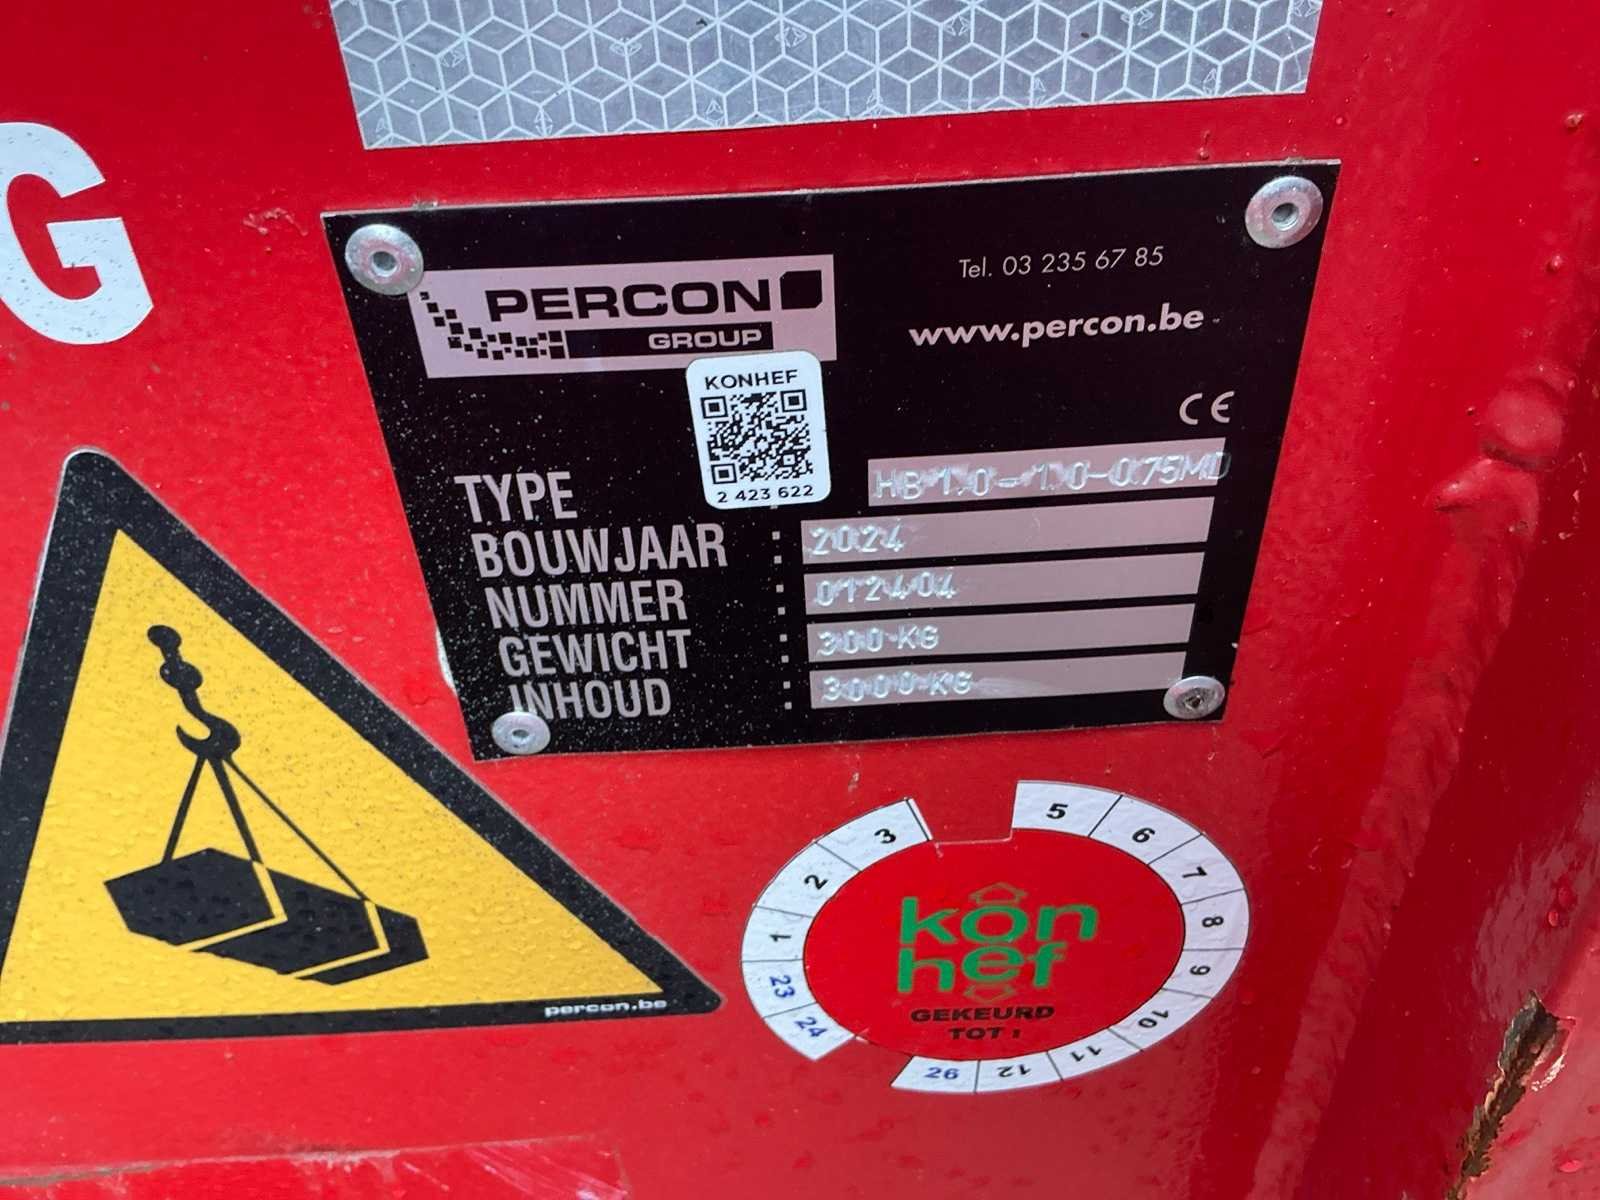 G
PERCON
GROUP
Tel. 03 235 67 85
www.percon.be
CE
KONHEF
2 423 622
TYPE : HB 1.0-1.0-0.75MD
BOUWJAAR : 2024
NUMMER : 012404
GEWICHT : 300 KG
INHOUD : 3000 KG
percon.be
23 1 2 3 5 6 7 8 9 10 11 12 26
24
kon
hef
GEKEURD
TOT :